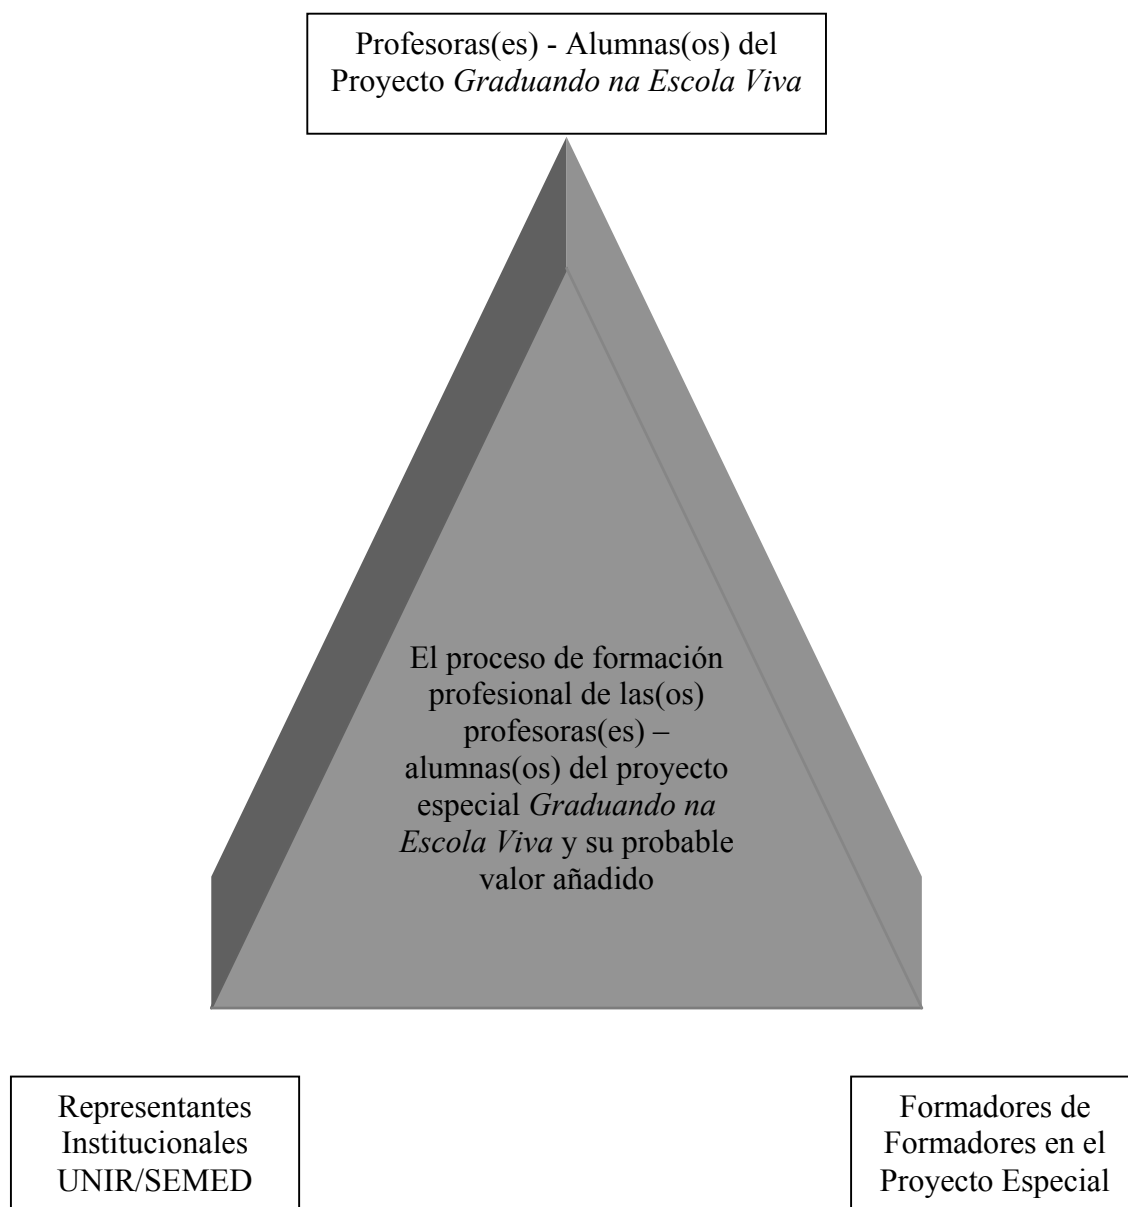 Profesoras(es) - Alumnas(os) del
Proyecto Graduando na Escola Viva
El proceso de formación
profesional de las(os)
profesoras(es) –
alumnas(os) del proyecto
especial Graduando na
Escola Viva y su probable
valor añadido
Representantes
Institucionales
UNIR/SEMED
Formadores de
Formadores en el
Proyecto Especial